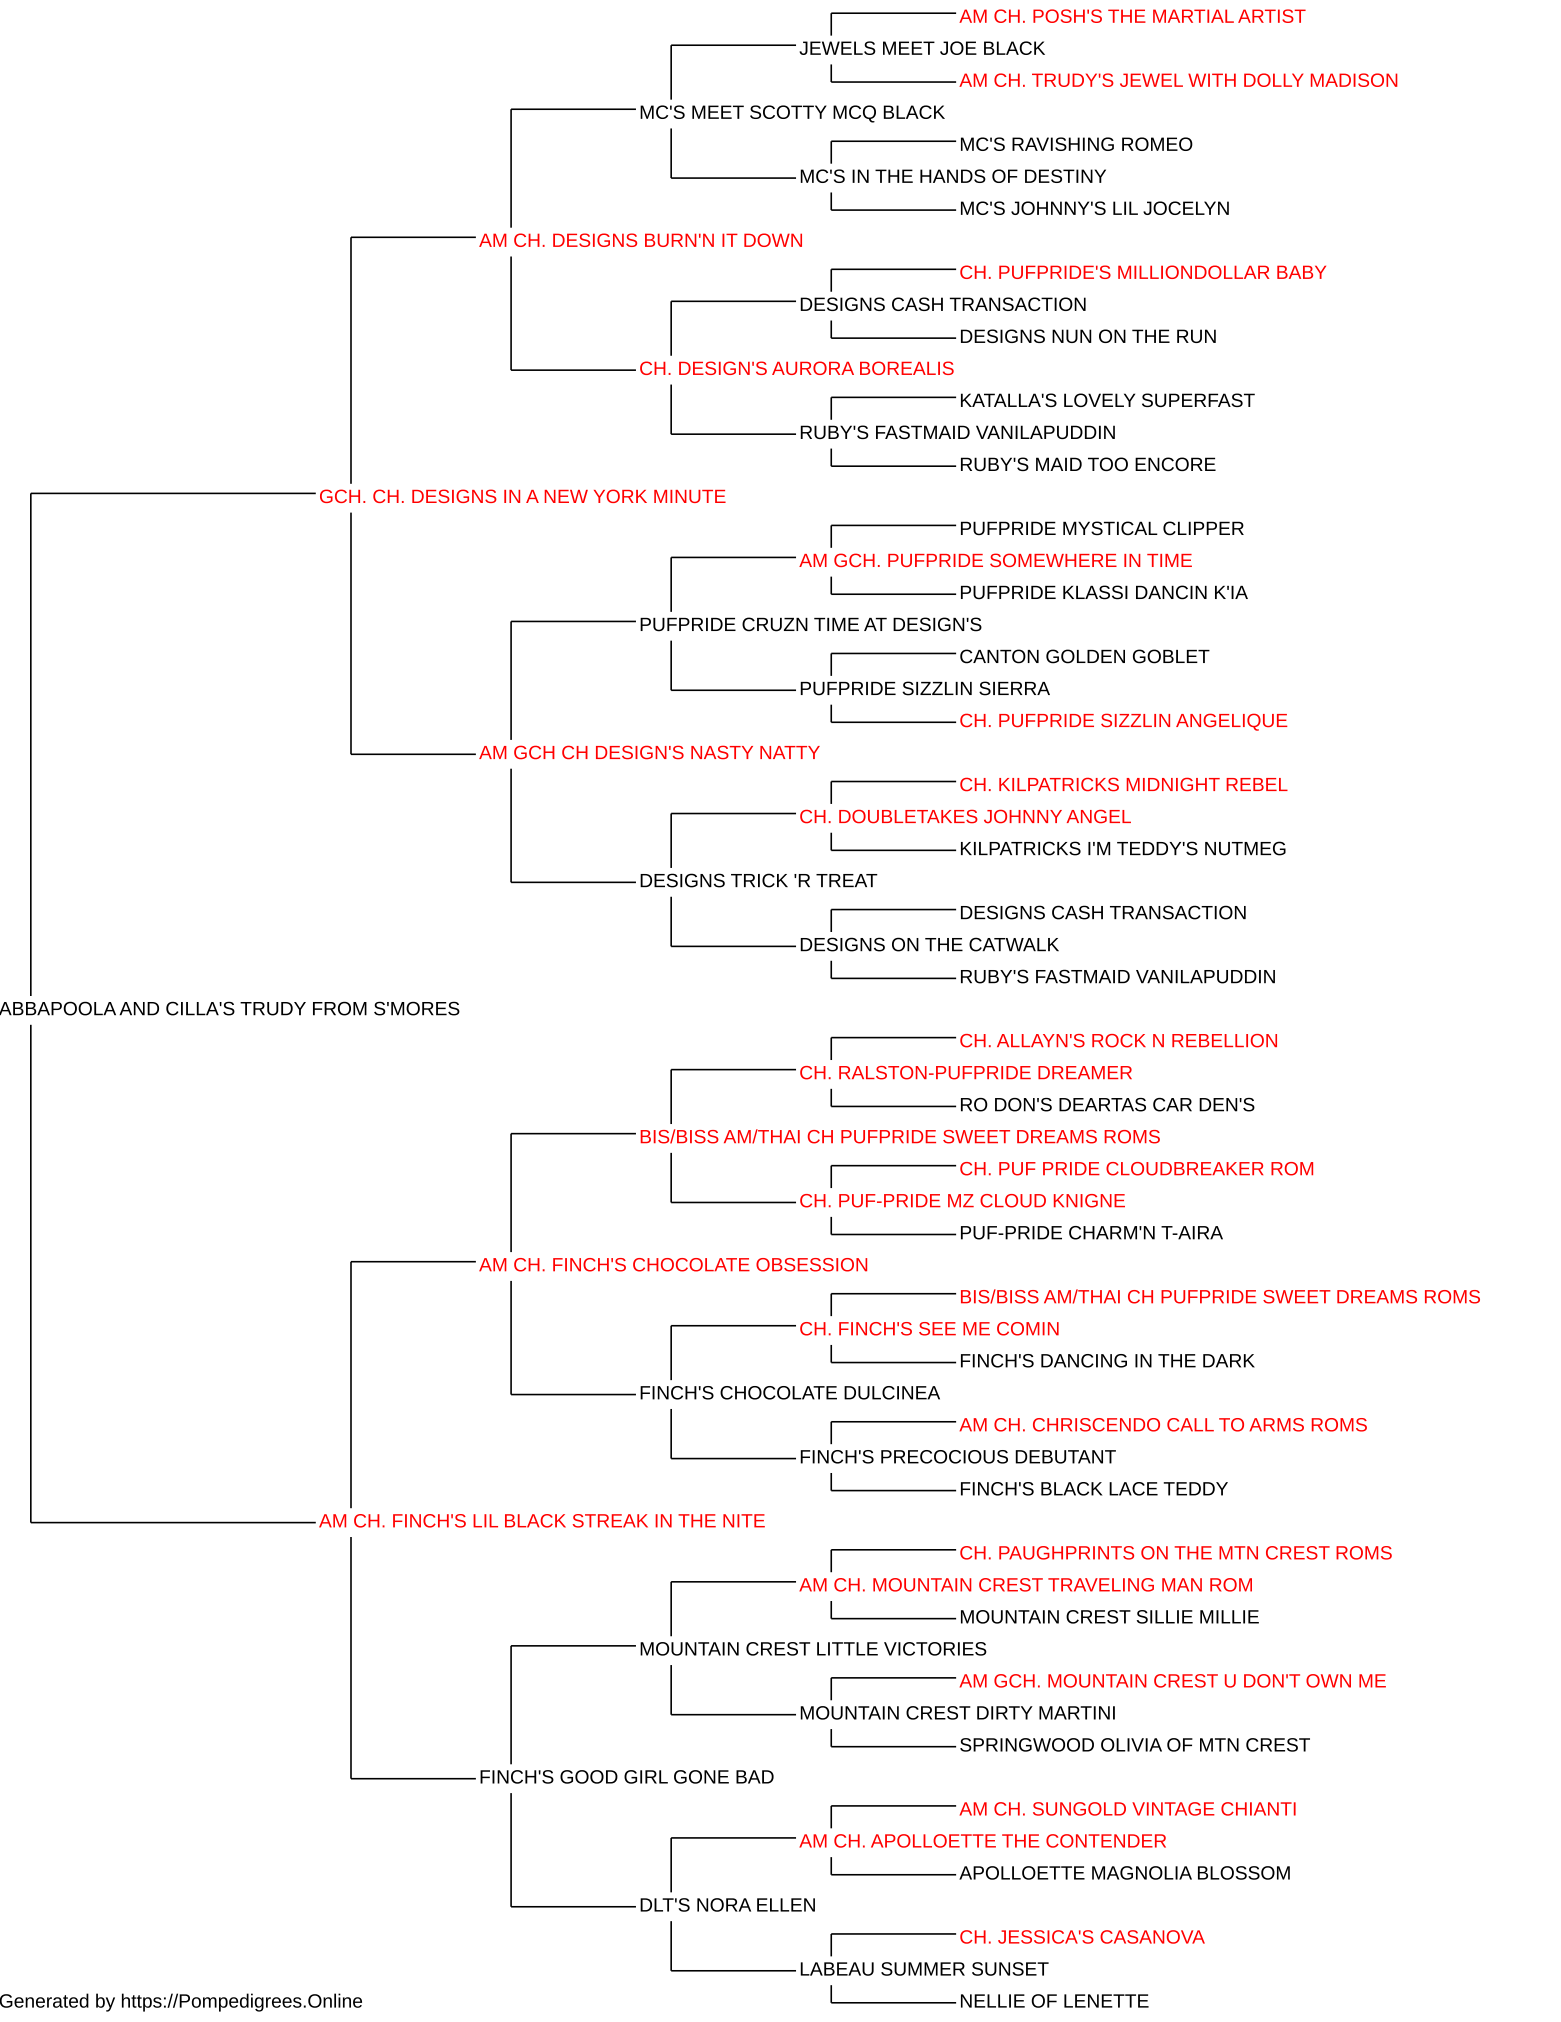 AM CH. POSH'S THE MARTIAL ARTIST
JEWELS MEET JOE BLACK
AM CH. TRUDY'S JEWEL WITH DOLLY MADISON
MC'S MEET SCOTTY MCQ BLACK
MC'S RAVISHING ROMEO
MC'S IN THE HANDS OF DESTINY
MC'S JOHNNY'S LIL JOCELYN
AM CH. DESIGNS BURN'N IT DOWN
CH. PUFPRIDE'S MILLIONDOLLAR BABY
DESIGNS CASH TRANSACTION
DESIGNS NUN ON THE RUN
CH. DESIGN'S AURORA BOREALIS
KATALLA'S LOVELY SUPERFAST
RUBY'S FASTMAID VANILAPUDDIN
RUBY'S MAID TOO ENCORE
GCH. CH. DESIGNS IN A NEW YORK MINUTE
PUFPRIDE MYSTICAL CLIPPER
AM GCH. PUFPRIDE SOMEWHERE IN TIME
PUFPRIDE KLASSI DANCIN K'IA
PUFPRIDE CRUZN TIME AT DESIGN'S
CANTON GOLDEN GOBLET
PUFPRIDE SIZZLIN SIERRA
CH. PUFPRIDE SIZZLIN ANGELIQUE
AM GCH CH DESIGN'S NASTY NATTY
CH. KILPATRICKS MIDNIGHT REBEL
CH. DOUBLETAKES JOHNNY ANGEL
KILPATRICKS I'M TEDDY'S NUTMEG
DESIGNS TRICK 'R TREAT
DESIGNS CASH TRANSACTION
DESIGNS ON THE CATWALK
RUBY'S FASTMAID VANILAPUDDIN
ABBAPOOLA AND CILLA'S TRUDY FROM S'MORES
CH. ALLAYN'S ROCK N REBELLION
CH. RALSTON-PUFPRIDE DREAMER
RO DON'S DEARTAS CAR DEN'S
BIS/BISS AM/THAI CH PUFPRIDE SWEET DREAMS ROMS
CH. PUF PRIDE CLOUDBREAKER ROM
CH. PUF-PRIDE MZ CLOUD KNIGNE
PUF-PRIDE CHARM'N T-AIRA
AM CH. FINCH'S CHOCOLATE OBSESSION
BIS/BISS AM/THAI CH PUFPRIDE SWEET DREAMS ROMS
CH. FINCH'S SEE ME COMIN
FINCH'S DANCING IN THE DARK
FINCH'S CHOCOLATE DULCINEA
AM CH. CHRISCENDO CALL TO ARMS ROMS
FINCH'S PRECOCIOUS DEBUTANT
FINCH'S BLACK LACE TEDDY
AM CH. FINCH'S LIL BLACK STREAK IN THE NITE
CH. PAUGHPRINTS ON THE MTN CREST ROMS
AM CH. MOUNTAIN CREST TRAVELING MAN ROM
MOUNTAIN CREST SILLIE MILLIE
MOUNTAIN CREST LITTLE VICTORIES
AM GCH. MOUNTAIN CREST U DON'T OWN ME
MOUNTAIN CREST DIRTY MARTINI
SPRINGWOOD OLIVIA OF MTN CREST
FINCH'S GOOD GIRL GONE BAD
AM CH. SUNGOLD VINTAGE CHIANTI
AM CH. APOLLOETTE THE CONTENDER
APOLLOETTE MAGNOLIA BLOSSOM
DLT'S NORA ELLEN
CH. JESSICA'S CASANOVA
LABEAU SUMMER SUNSET
NELLIE OF LENETTE
Generated by https://Pompedigrees.Online